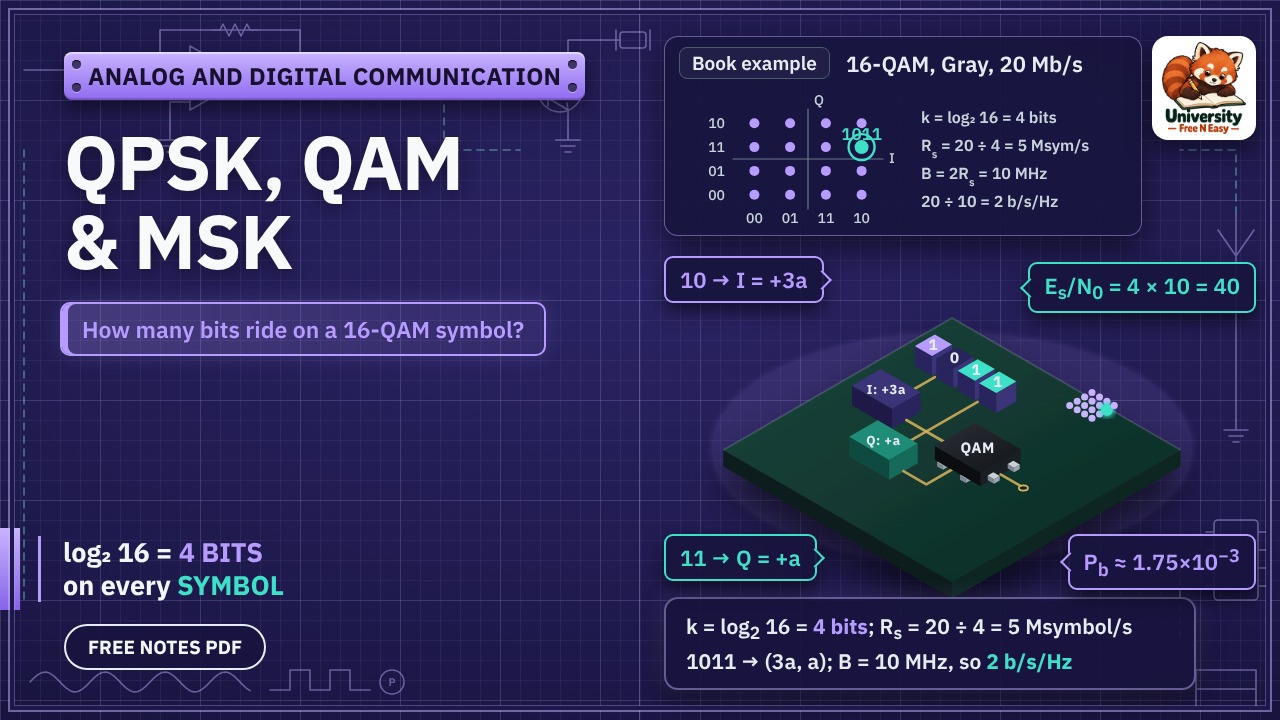 ANALOG AND DIGITAL COMMUNICATION
QPSK, QAM
& MSK
How many bits ride on a 16-QAM symbol?
log₂ 16 = 4 BITS
on every SYMBOL
FREE NOTES PDF
P
Book example
16-QAM, Gray, 20 Mb/s
Q
10
11
01
00
1011
I
00 01 11 10
k = log₂ 16 = 4 bits
Rₛ = 20 ÷ 4 = 5 Msym/s
B = 2Rₛ = 10 MHz
20 ÷ 10 = 2 b/s/Hz
University
Free N Easy
10 → I = +3a
Eₛ/N₀ = 4 × 10 = 40
1
0
1
1
I: +3a
Q: +a
QAM
11 → Q = +a
P_b ≈ 1.75×10⁻³
k = log₂ 16 = 4 bits; Rₛ = 20 ÷ 4 = 5 Msymbol/s
1011 → (3a, a); B = 10 MHz, so 2 b/s/Hz